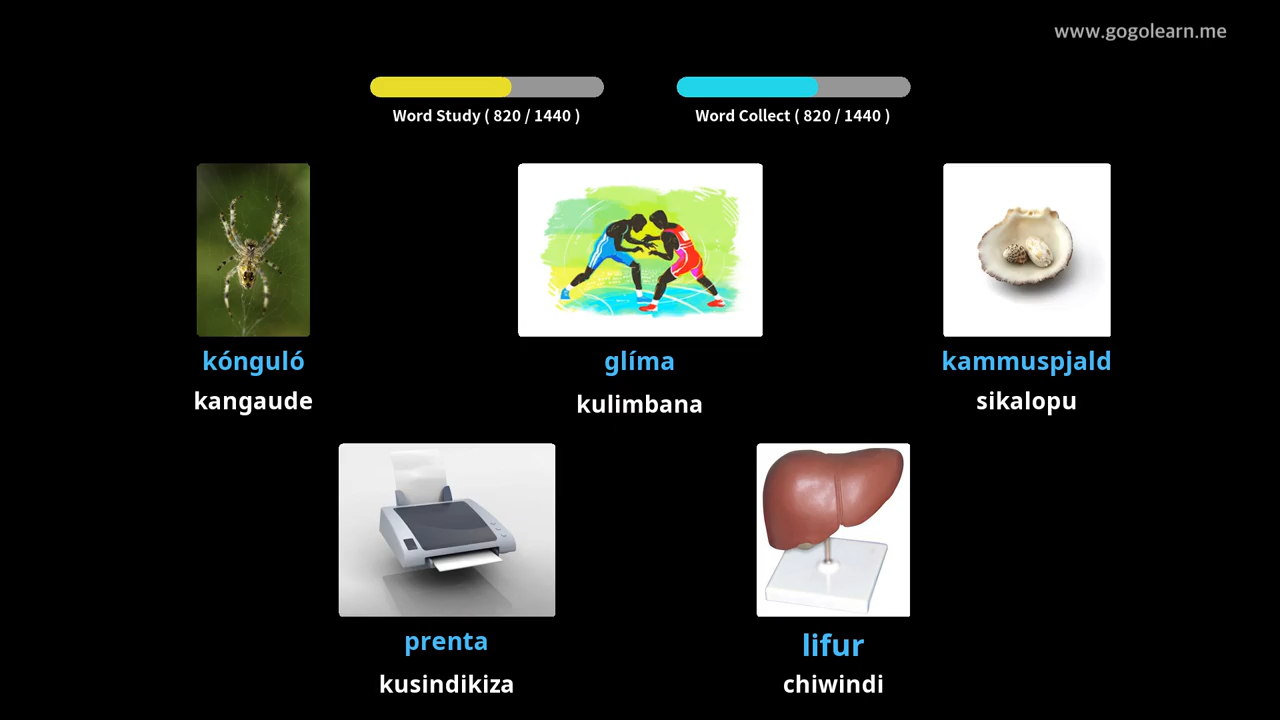 www.gogolearn.me
Word Study ( 820 / 1440 )
Word Collect ( 820 / 1440 )
kónguló
glíma
kammuspjald
kangaude
kulimbana
sikalopu
prenta
lifur
kusindikiza
chiwindi